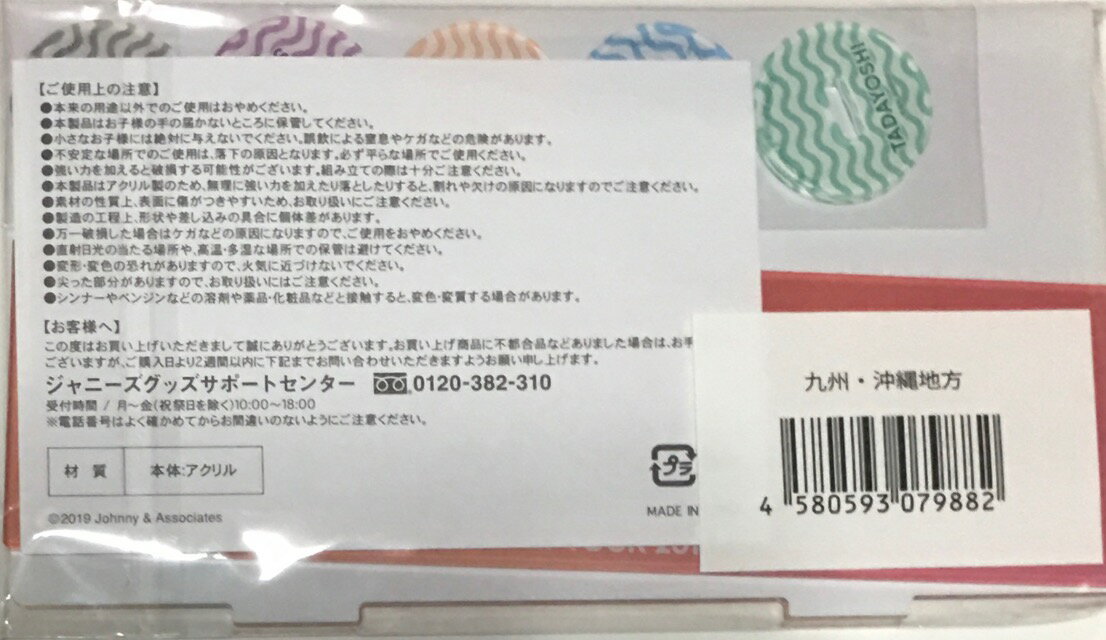 TADAYOSHI
【ご使用上の注意】
●本来の用途以外でのご使用はおやめください。
●本製品はお子様の手の届かないところに保管してください。
●小さなお子様には絶対に与えないでください。誤飲による窒息やケガなどの危険があります。
●不安定な場所でのご使用は、落下の原因となります。必ず平らな場所でご使用ください。
●強い力を加えると破損する可能性がございます。組み立ての際は十分ご注意ください。
●本製品はアクリル製のため、無理に強い力を加えたり落としたりすると、割れや欠けの原因になりますのでご注意ください。
●素材の性質上、表面に傷がつきやすいため、お取り扱いにご注意ください。
●製造の工程上、形状や差し込みの具合に個体差があります。
●万一破損した場合はケガなどの原因になりますので、ご使用をおやめください。
●直射日光の当たる場所や、高温・多湿な場所での保管は避けてください。
●変形・変色の恐れがありますので、火気に近づけないでください。
●尖った部分がありますので、お取り扱いにはご注意ください。
●シンナーやベンジンなどの溶剤や薬品・化粧品などと接触すると、変色・変質する場合があります。
【お客様へ】
この度はお買い上げいただきまして誠にありがとうございます。お買い上げ商品に不都合品などありました場合は、お手
ございますが、ご購入日より2週間以内に下記までお問い合わせいただきますようお願い申し上げます。
ジャニーズグッズサポートセンター 0120-382-310
受付時間 / 月〜金(祝祭日を除く)10:00〜18:00
※電話番号はよく確かめてからお間違いのないようにご注意ください。
材質 本体:アクリル
プラ
©2019 Johnny & Associates
MADE IN
九州・沖縄地方
4 580593 079882